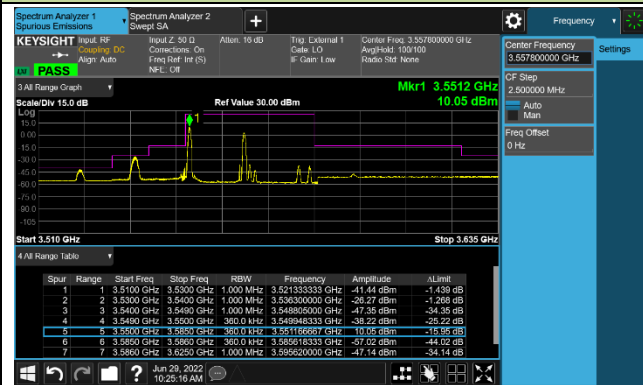 Spectrum Analyzer 1
Spurious Emissions
Spectrum Analyzer 2
Swept SA
Frequency
KEYSIGHT
Input: RF
Coupling: DC
Align: Auto
Input Z: 50 Ω
Corrections: On
Freq Ref: Int (S)
NFE: Off
Atten: 16 dB
Trig: External 1
Gate: LO
IF Gain: Low
Center Freq: 3.557800000 GHz
Avg|Hold: 100/100
Radio Std: None
PASS
Center Frequency
3.557800000 GHz
Settings
CF Step
2.500000 MHz
Auto
Man
Freq Offset
0 Hz
3 All Range Graph
Mkr1 3.5512 GHz
Scale/Div 15.0 dB
Ref Value 30.00 dBm
10.05 dBm
Log
15.0
0.00
-15.0
-30.0
-45.0
-60.0
-75.0
-90.0
-105
1
Start 3.510 GHz
Stop 3.635 GHz
4 All Range Table
Spur Range Start Freq Stop Freq RBW Frequency Amplitude ΔLimit
1 1 3.5100 GHz 3.5300 GHz 1.000 MHz 3.521333333 GHz -41.44 dBm -1.439 dB
2 2 3.5300 GHz 3.5400 GHz 1.000 MHz 3.536300000 GHz -26.27 dBm -1.268 dB
3 3 3.5400 GHz 3.5490 GHz 1.000 MHz 3.548805000 GHz -47.35 dBm -34.35 dB
4 4 3.5490 GHz 3.5500 GHz 360.0 kHz 3.549948333 GHz -38.22 dBm -25.22 dB
5 5 3.5500 GHz 3.5850 GHz 360.0 kHz 3.551166667 GHz 10.05 dBm -15.95 dB
6 6 3.5850 GHz 3.5860 GHz 360.0 kHz 3.585618333 GHz -57.02 dBm -44.02 dB
7 7 3.5860 GHz 3.6250 GHz 1.000 MHz 3.595620000 GHz -47.14 dBm -34.14 dB
Jun 29, 2022
10:25:16 AM